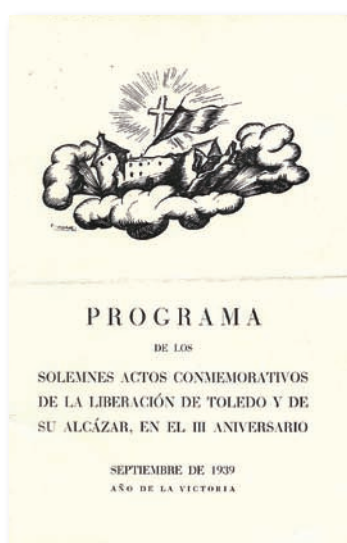 PROGRAMA
DE LOS
SOLEMNES ACTOS CONMEMORATIVOS
DE LA LIBERACIÓN DE TOLEDO Y DE
SU ALCÁZAR, EN EL III ANIVERSARIO
SEPTIEMBRE DE 1939
AÑO DE LA VICTORIA